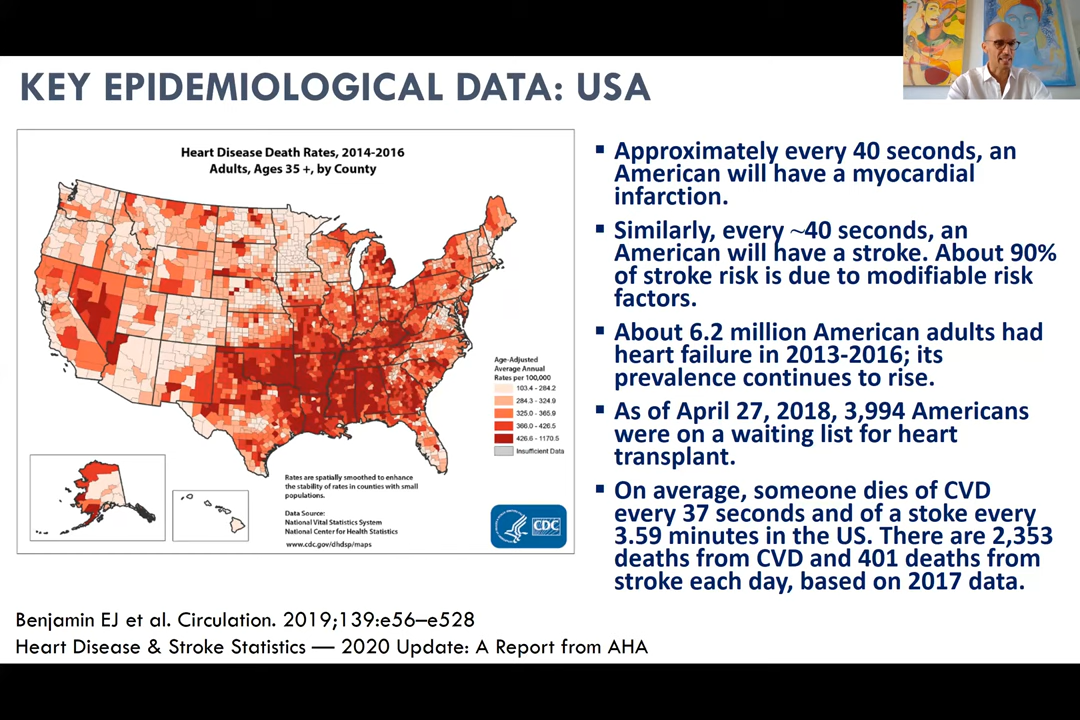 KEY EPIDEMIOLOGICAL DATA: USA
Heart Disease Death Rates, 2014-2016
Adults, Ages 35 +, by County
Age-Adjusted
Average Annual
Rates per 100,000
103.4 - 284.2
284.3 - 324.9
325.0 - 365.9
366.0 - 426.5
426.6 - 1170.5
Insufficient Data
Rates are spatially smoothed to enhance
the stability of rates in counties with small
populations.
Data Source:
National Vital Statistics System
National Center for Health Statistics
www.cdc.gov/dhdsp/maps
CDC
▪ Approximately every 40 seconds, an
American will have a myocardial
infarction.
▪ Similarly, every ~40 seconds, an
American will have a stroke. About 90%
of stroke risk is due to modifiable risk
factors.
▪ About 6.2 million American adults had
heart failure in 2013-2016; its
prevalence continues to rise.
▪ As of April 27, 2018, 3,994 Americans
were on a waiting list for heart
transplant.
▪ On average, someone dies of CVD
every 37 seconds and of a stoke every
3.59 minutes in the US. There are 2,353
deaths from CVD and 401 deaths from
stroke each day, based on 2017 data.
Benjamin EJ et al. Circulation. 2019;139:e56–e528
Heart Disease & Stroke Statistics — 2020 Update: A Report from AHA